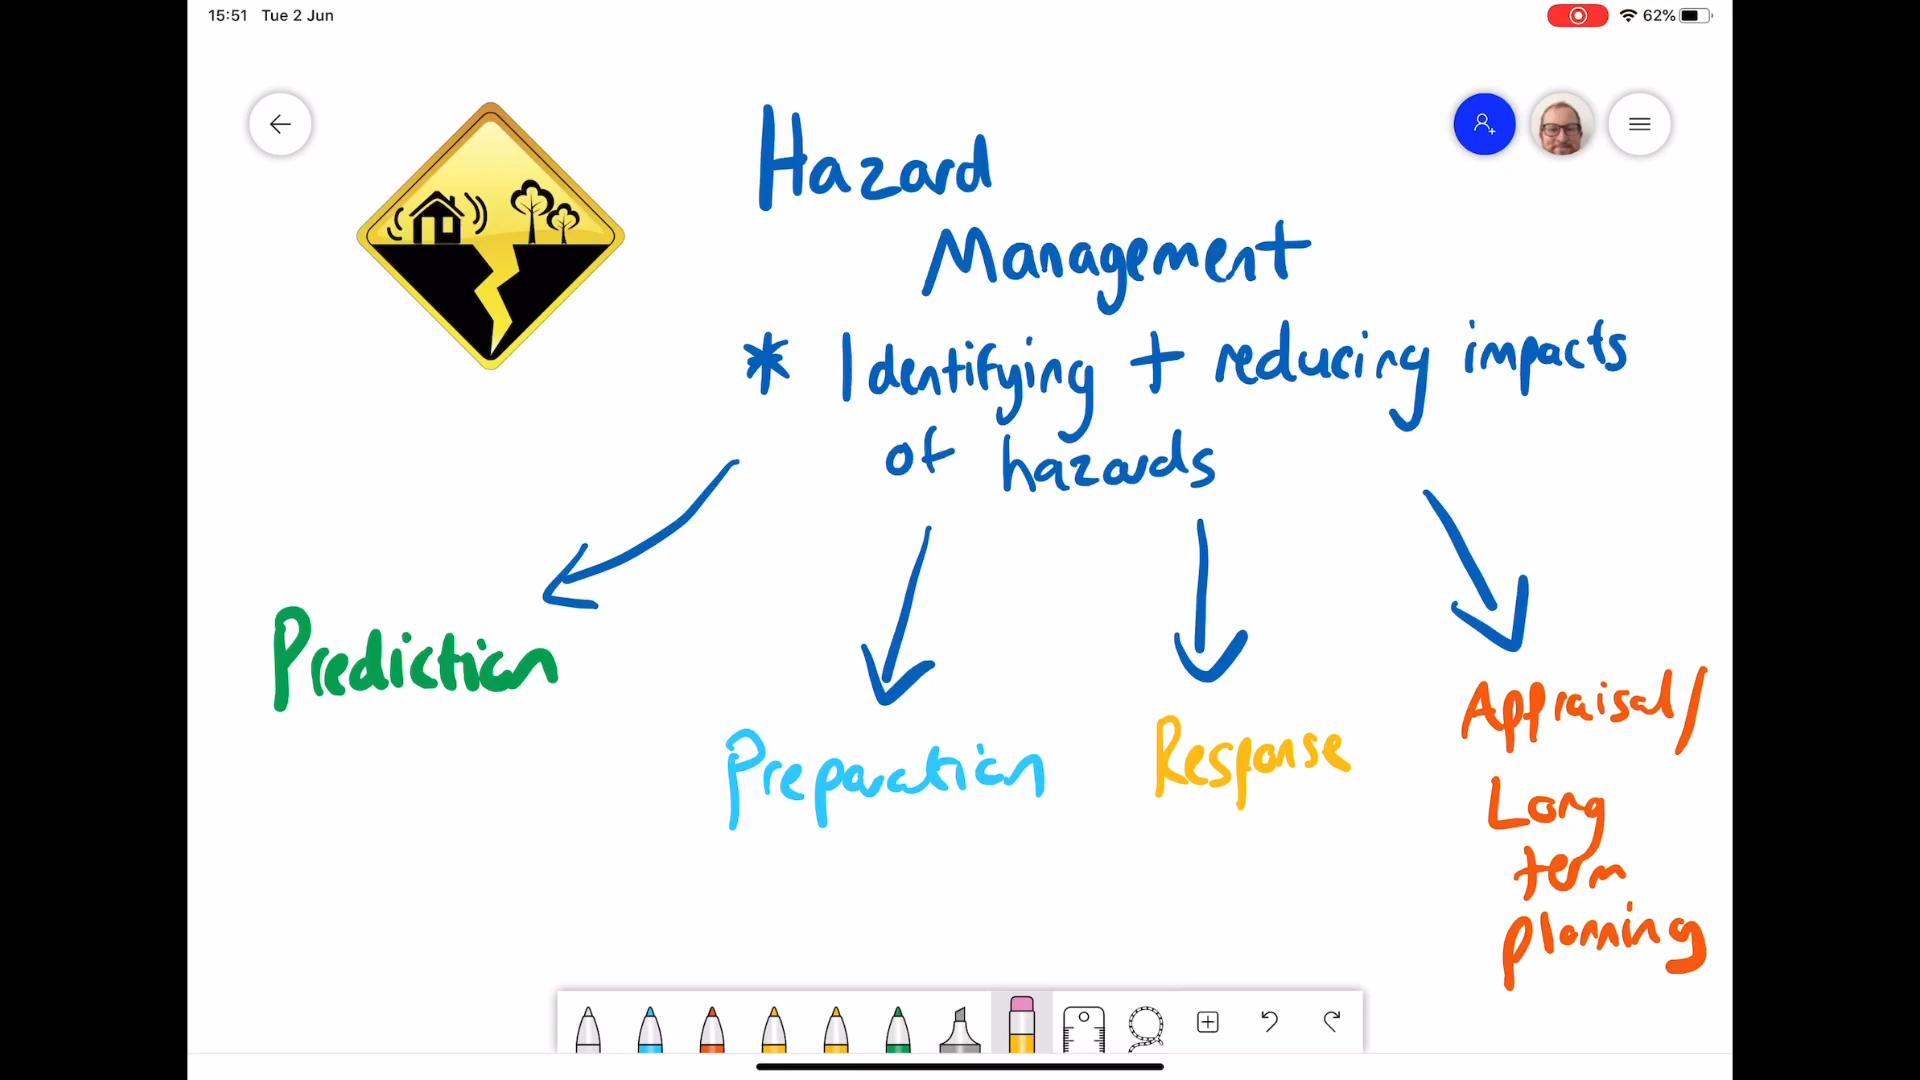 15:51 Tue 2 Jun
62%
Hazard
Management
* Identifying + reducing impacts
of hazards
Prediction
Preparation
Response
Appraisal/
Long
term
planning